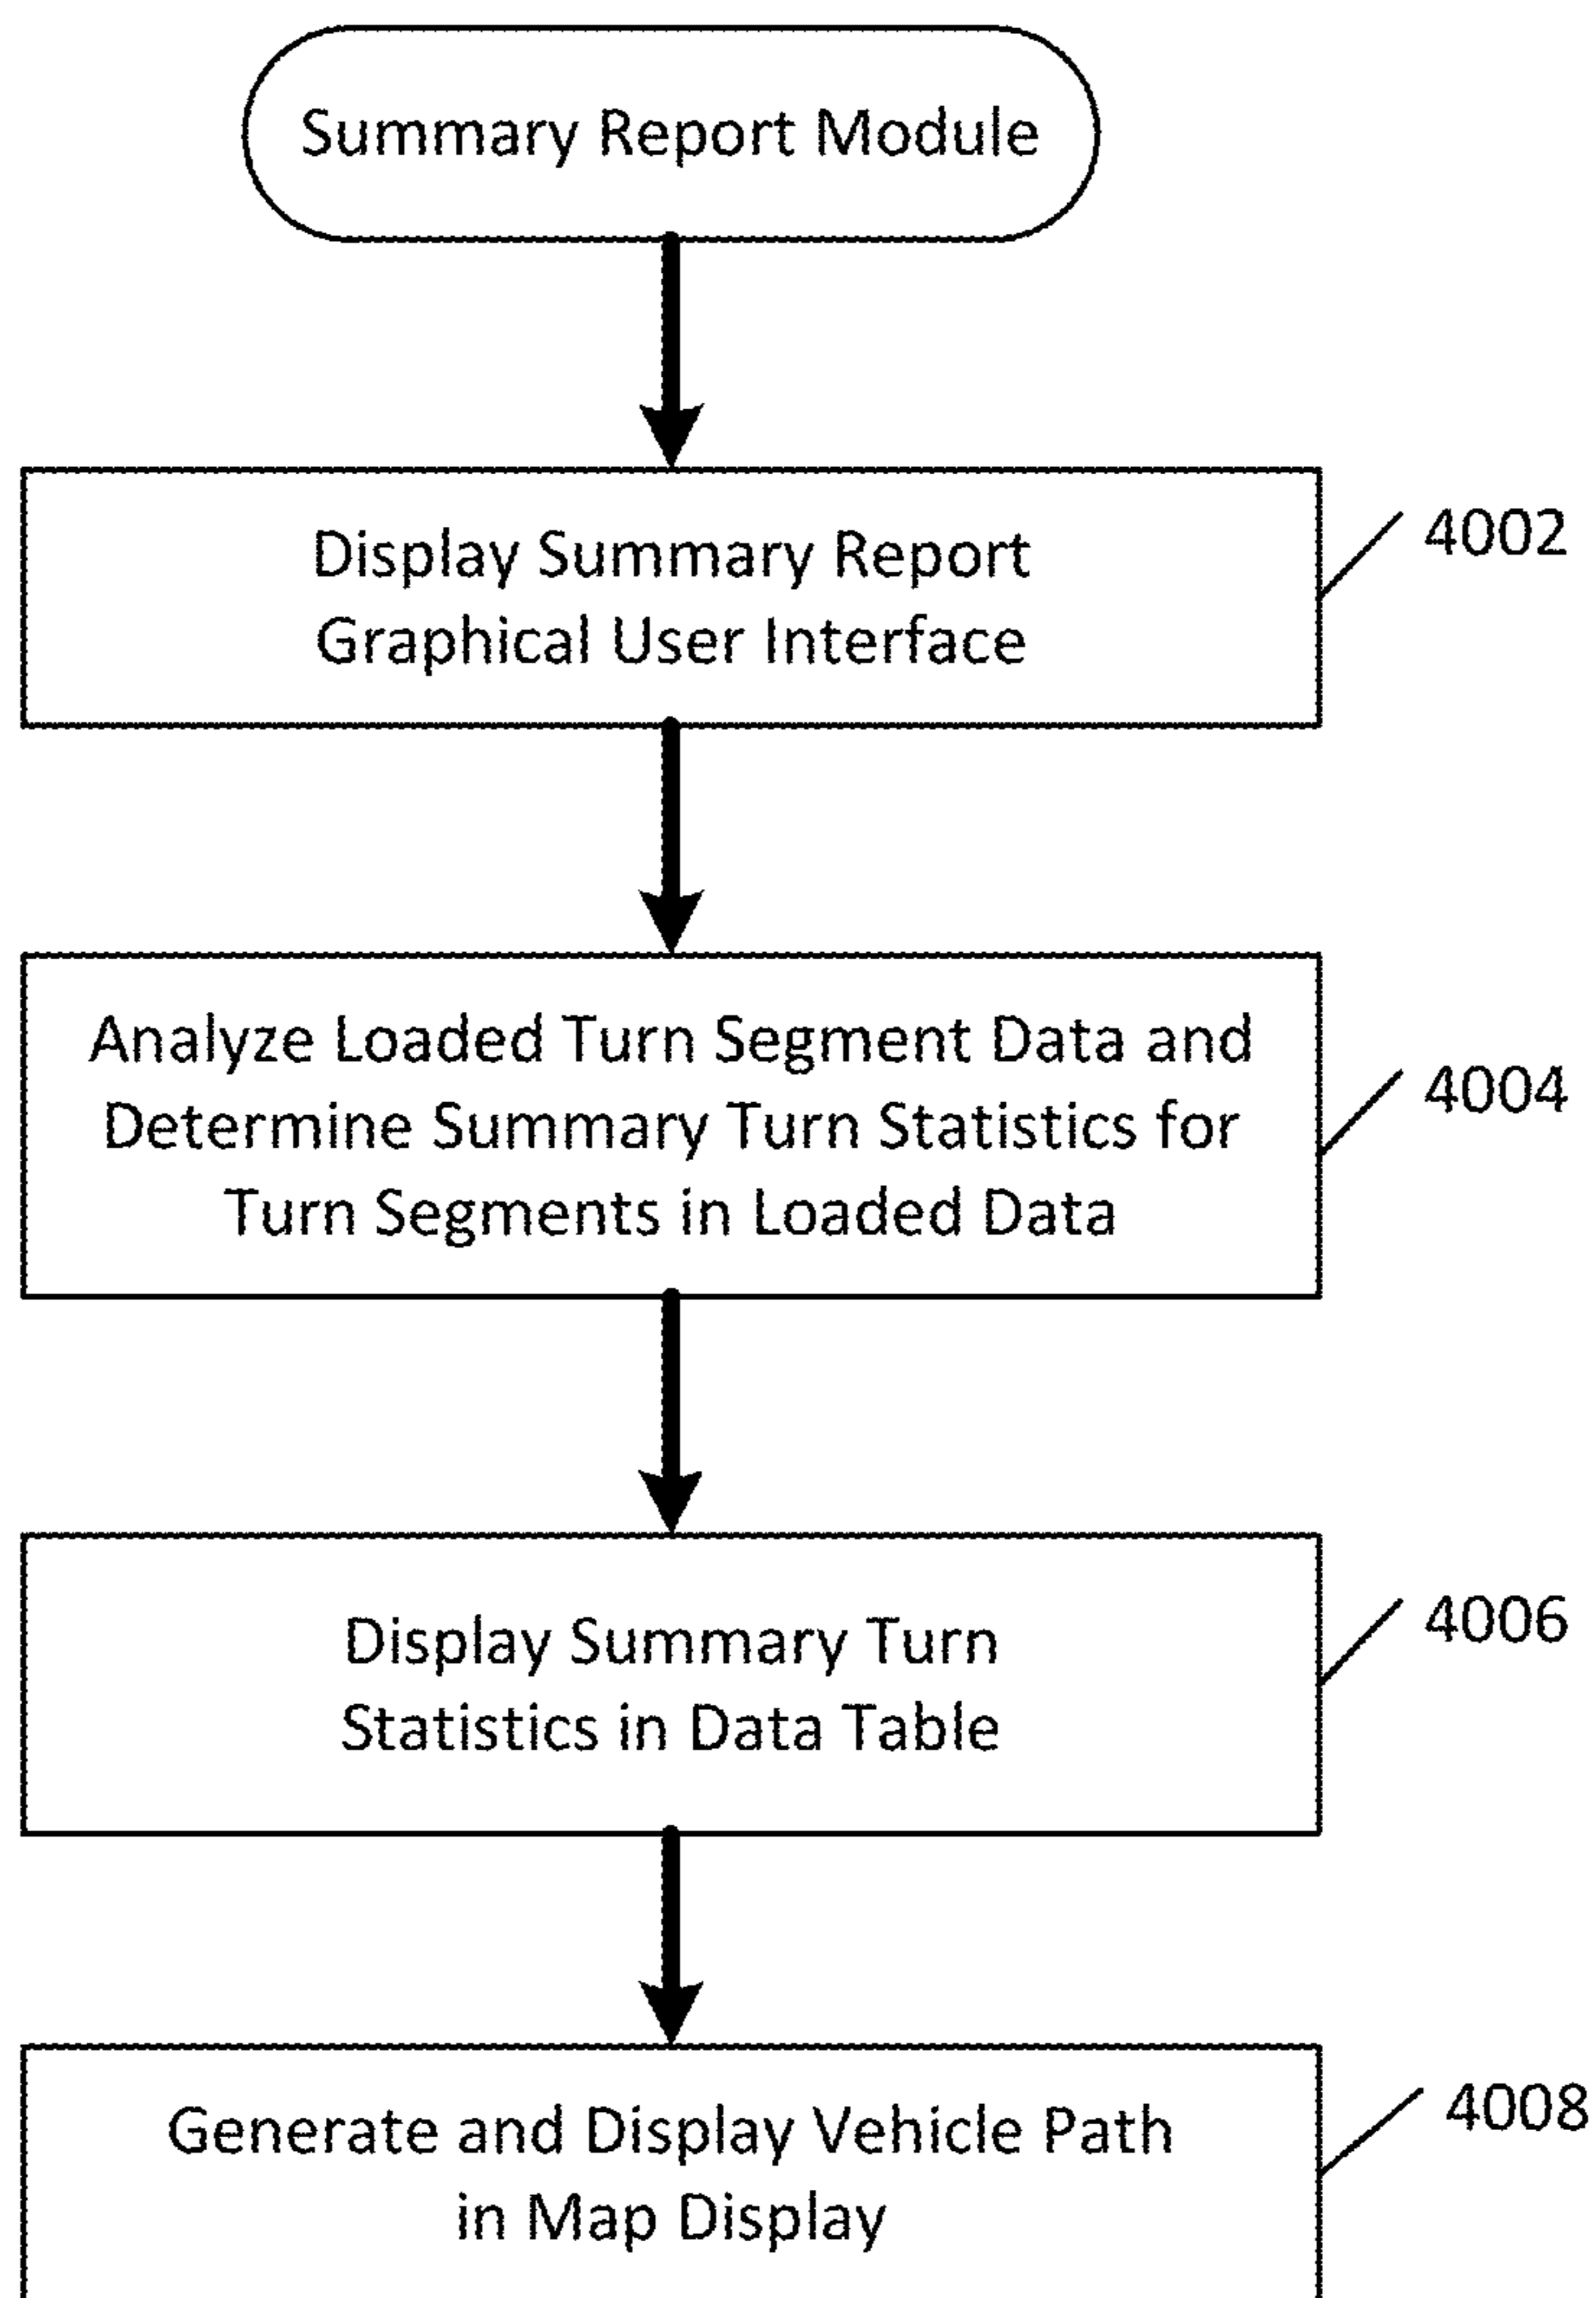 Summary Report Module
Display Summary Report
Graphical User Interface
4002
Analyze Loaded Turn Segment Data and
Determine Summary Turn Statistics for
Turn Segments in Loaded Data
4004
Display Summary Turn
Statistics in Data Table
4006
Generate and Display Vehicle Path
in Map Display
4008